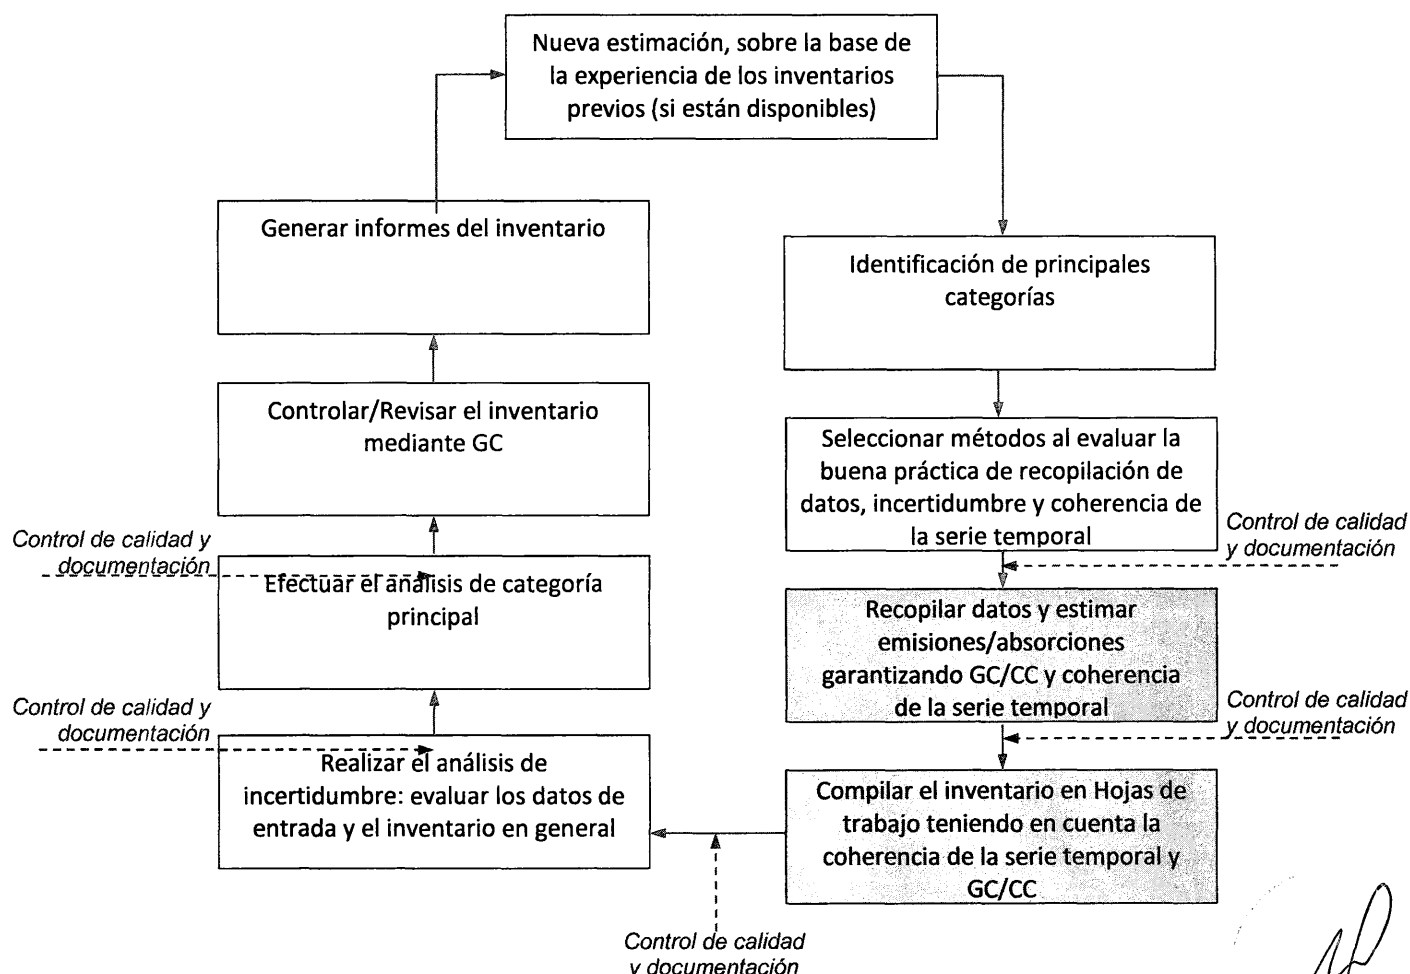 Nueva estimación, sobre la base de
la experiencia de los inventarios
previos (si están disponibles)
Generar informes del inventario
Identificación de principales
categorías
Controlar/Revisar el inventario
mediante GC
Seleccionar métodos al evaluar la
buena práctica de recopilación de
datos, incertidumbre y coherencia de
la serie temporal
Control de calidad
y documentación
Control de calidad y
documentación
Efectuar el análisis de categoría
principal
Recopilar datos y estimar
emisiones/absorciones
garantizando GC/CC y coherencia
de la serie temporal
Control de calidad
y documentación
Control de calidad y
documentación
Realizar el análisis de
incertidumbre: evaluar los datos de
entrada y el inventario en general
Compilar el inventario en Hojas de
trabajo teniendo en cuenta la
coherencia de la serie temporal y
GC/CC
Control de calidad
y documentación